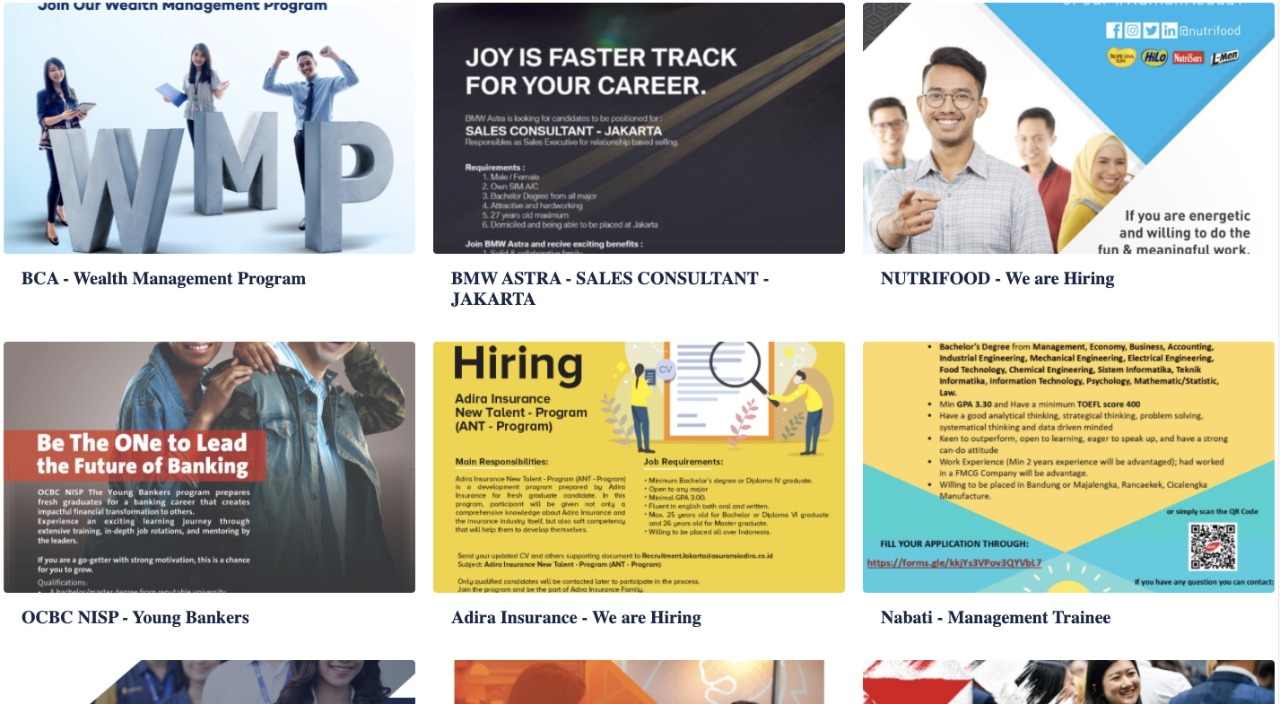 Join Our Wealth Management Program
WMP
BCA - Wealth Management Program
JOY IS FASTER TRACK
FOR YOUR CAREER.
BMW Astra is looking for candidates to be positioned for :
SALES CONSULTANT - JAKARTA
Responsibles as Sales Executive for relationship based selling.
Requirements :
1. Male / Female
2. Own SIM A/C
3. Bachelor Degree from all major
4. Attractive and hardworking
5. 27 years old maximum
6. Domiciled and being able to be placed at Jakarta
Join BMW Astra and recive exciting benefits :
BMW ASTRA - SALES CONSULTANT -
JAKARTA
@nutrifood
TROPICANA SLIM HiLo NutriSari L-Men
If you are energetic
and willing to do the
fun & meaningful work.
NUTRIFOOD - We are Hiring
Be The ONe to Lead
the Future of Banking
OCBC NISP The Young Bankers program prepares
fresh graduates for a banking career that creates
impactful financial transformation to others.
Experience an exciting learning journey through
extensive training, in-depth job rotations, and mentoring by
the leaders.
If you are a go-getter with strong motivation, this is a chance
for you to grow.
Qualifications:
OCBC NISP - Young Bankers
Hiring
CV
Adira Insurance
New Talent - Program
(ANT - Program)
Main Responsibilities:
Adira Insurance New Talent - Program (ANT - Program)
is a development program prepared by Adira
Insurance for fresh graduate candidate. In this
program, participant will be given not only a
comprehensive knowledge about Adira Insurance and
the insurance industry itself, but also soft competency
that will help them to develop themselves.
Job Requirements:
• Minimum Bachelor's degree or Diploma IV graduate.
• Open to any major
• Minimal GPA 3.00.
• Fluent in english both oral and written.
• Max. 25 years old for Bachelor or Diploma VI graduate
and 26 years old for Master graduate.
• Willing to be placed all over Indonesia.
Send your updated CV and others supporting document to Recruitment.Jakarta@asuransiadira.co.id
Subject: Adira Insurance New Talent - Program (ANT - Program)
Only qualified candidates will be contacted later to participate in the process.
Join the program and be the part of Adira Insurance Family.
Adira Insurance - We are Hiring
• Bachelor's Degree from Management, Economy, Business, Accounting,
Industrial Engineering, Mechanical Engineering, Electrical Engineering,
Food Technology, Chemical Engineering, Sistem Informatika, Teknik
Informatika, Information Technology, Psychology, Mathematic/Statistic,
Law.
• Min GPA 3.30 and Have a minimum TOEFL score 400
• Have a good analytical thinking, strategical thinking, problem solving,
systematical thinking and data driven minded
• Keen to outperform, open to learning, eager to speak up, and have a strong
can-do attitude
• Work Experience (Min 2 years experience will be advantaged); had worked
in a FMCG Company will be advantage.
• Willing to be placed in Bandung or Majalengka, Rancaekek, Cicalengka
Manufacture.
or simply scan the QR Code
FILL YOUR APPLICATION THROUGH:
https://forms.gle/kkjYs3VPov3QYVbL7
If you have any question you can contact:
Nabati - Management Trainee